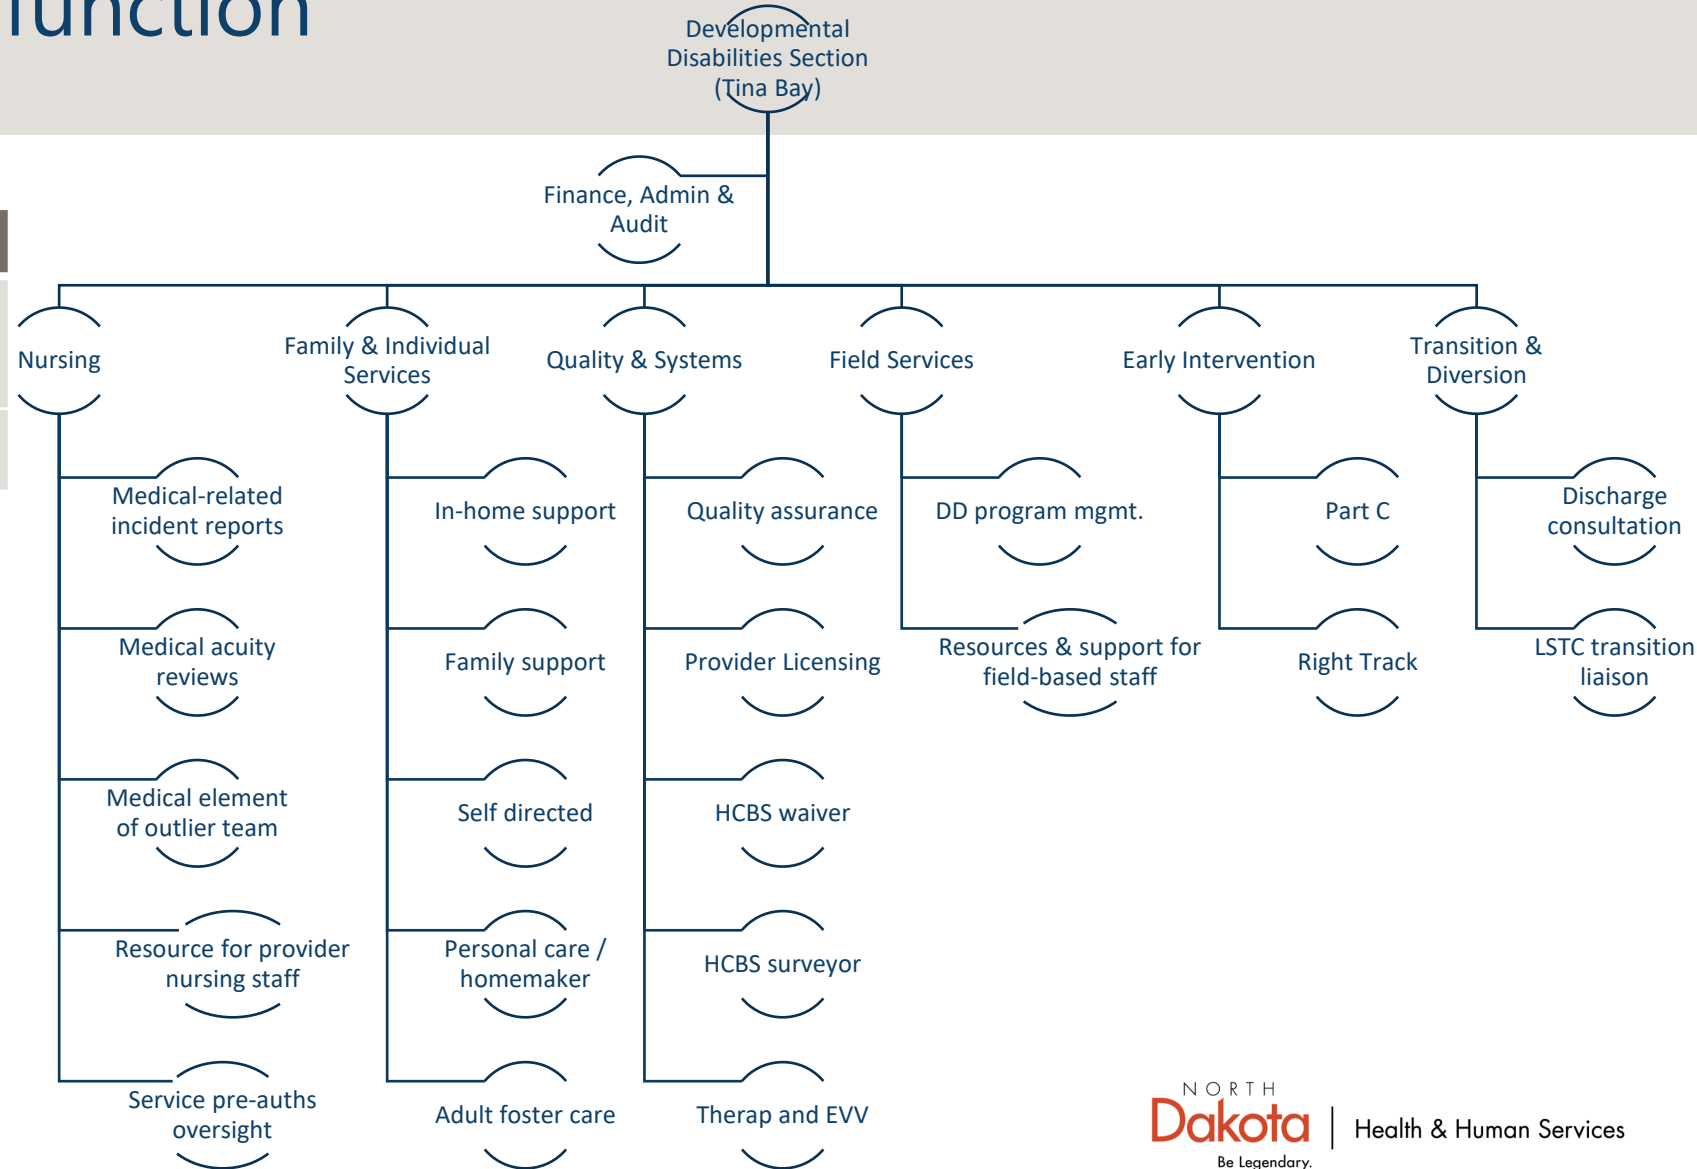 function
Developmental
Disabilities Section
(Tina Bay)
Finance, Admin &
Audit
Nursing
Family & Individual
Services
Quality & Systems
Field Services
Early Intervention
Transition &
Diversion
Medical-related
incident reports
In-home support
Quality assurance
DD program mgmt.
Part C
Discharge
consultation
Medical acuity
reviews
Family support
Provider Licensing
Resources & support for
field-based staff
Right Track
LSTC transition
liaison
Medical element
of outlier team
Self directed
HCBS waiver
Resource for provider
nursing staff
Personal care /
homemaker
HCBS surveyor
Service pre-auths
oversight
Adult foster care
Therap and EVV
NORTH
Dakota
Be Legendary.
Health & Human Services